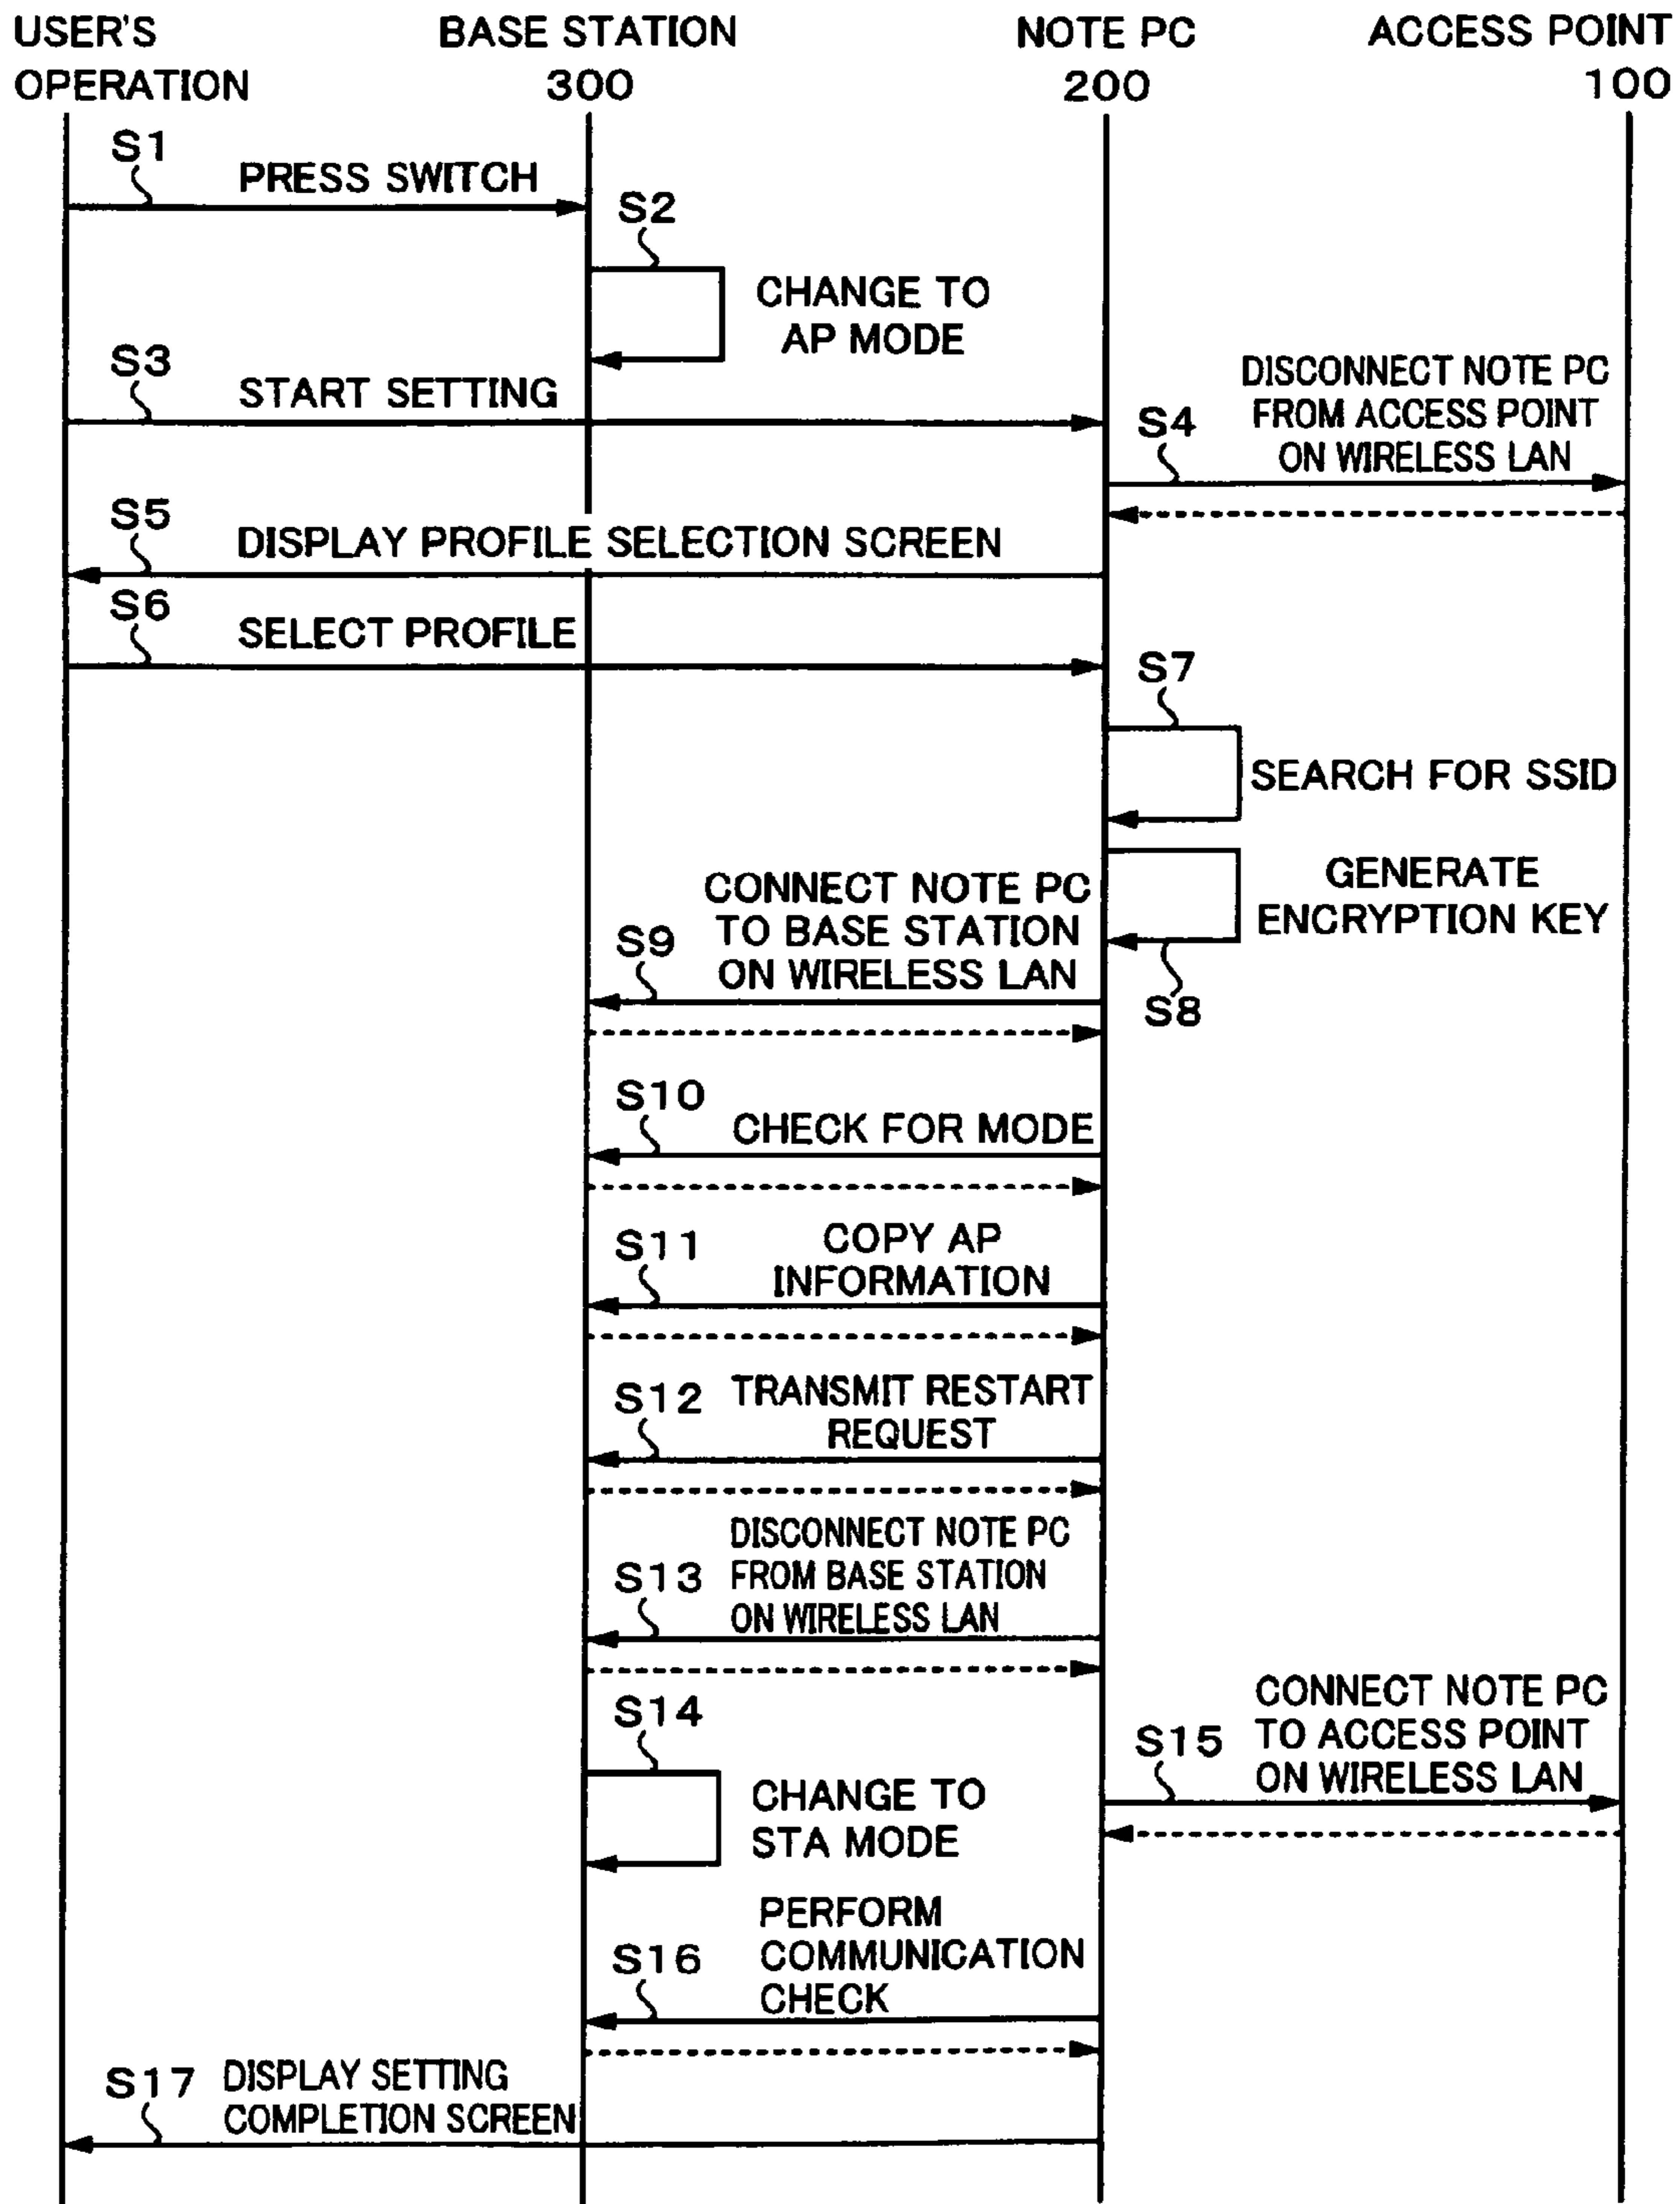 USER'S
OPERATION
BASE STATION
300
NOTE PC
200
ACCESS POINT
100
S1
PRESS SWITCH
S2
CHANGE TO
AP MODE
S3
START SETTING
S4
DISCONNECT NOTE PC
FROM ACCESS POINT
ON WIRELESS LAN
S5
DISPLAY PROFILE SELECTION SCREEN
S6
SELECT PROFILE
S7
SEARCH FOR SSID
GENERATE
ENCRYPTION KEY
S8
S9
CONNECT NOTE PC
TO BASE STATION
ON WIRELESS LAN
S10
CHECK FOR MODE
S11
COPY AP
INFORMATION
S12
TRANSMIT RESTART
REQUEST
S13
DISCONNECT NOTE PC
FROM BASE STATION
ON WIRELESS LAN
S14
CHANGE TO
STA MODE
S15
CONNECT NOTE PC
TO ACCESS POINT
ON WIRELESS LAN
S16
PERFORM
COMMUNICATION
CHECK
S17
DISPLAY SETTING
COMPLETION SCREEN